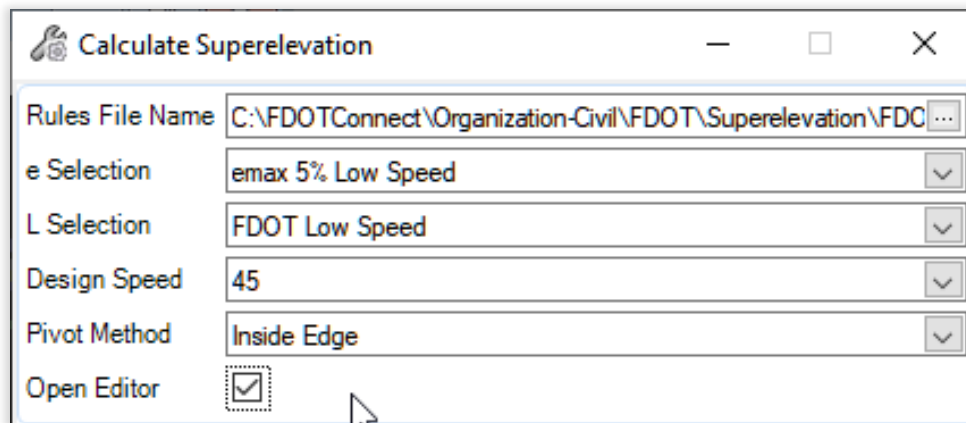 Calculate Superelevation
Rules File Name C:\FDOTConnect\Organization-Civil\FDOT\Superelevation\FDO ...
e Selection emax 5% Low Speed
L Selection FDOT Low Speed
Design Speed 45
Pivot Method Inside Edge
Open Editor